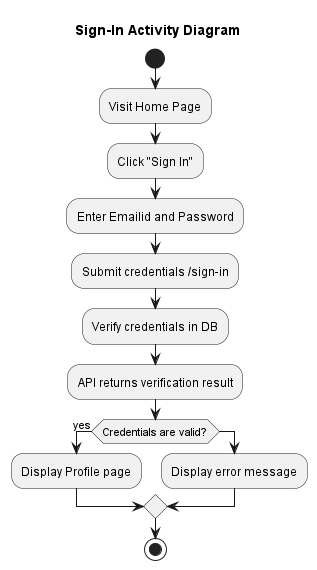 Sign-In Activity Diagram
Visit Home Page
Click "Sign In"
Enter Emailid and Password
Submit credentials /sign-in
Verify credentials in DB
API returns verification result
Credentials are valid?
yes
Display Profile page
Display error message